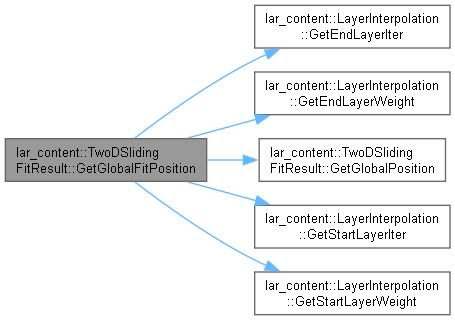 lar_content::LayerInterpolation
::GetEndLayerIter
lar_content::LayerInterpolation
::GetEndLayerWeight
lar_content::TwoDSliding
FitResult::GetGlobalFitPosition
lar_content::TwoDSliding
FitResult::GetGlobalPosition
lar_content::LayerInterpolation
::GetStartLayerIter
lar_content::LayerInterpolation
::GetStartLayerWeight